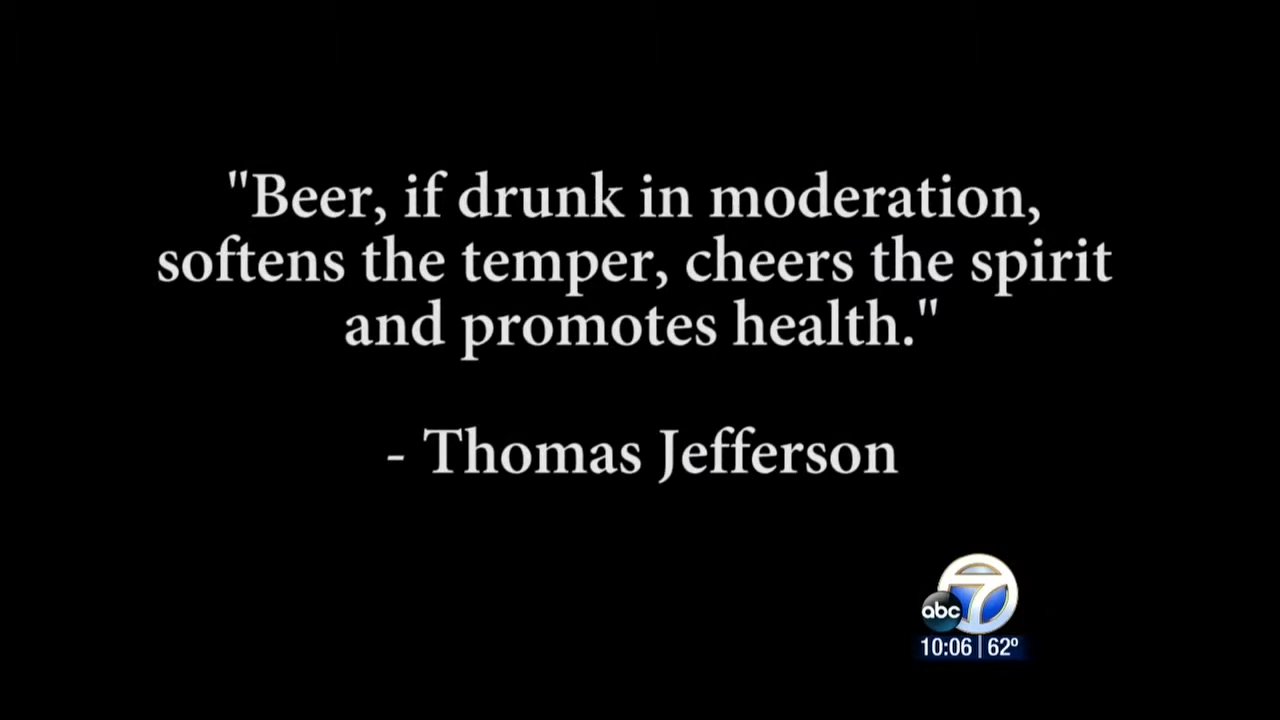 "Beer, if drunk in moderation,
softens the temper, cheers the spirit
and promotes health."
- Thomas Jefferson
7
abc
10:06 | 62º